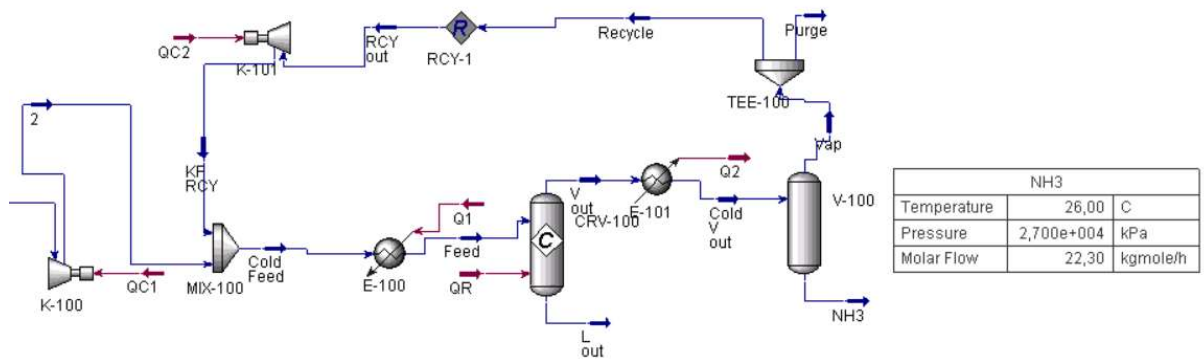 QC2
K-101
RCY
out
R
RCY-1
Recycle
Purge
TEE-100
2
KF
RCY
Vap
V
out
CRV-100
Q2
E-101
Cold
V
out
V-100
Q1
Cold
Feed
E-100
Feed
C
K-100
QC1
MIX-100
QR
L
out
NH3
NH3
Temperature 26,00 C
Pressure 2,700e+004 kPa
Molar Flow 22,30 kgmole/h